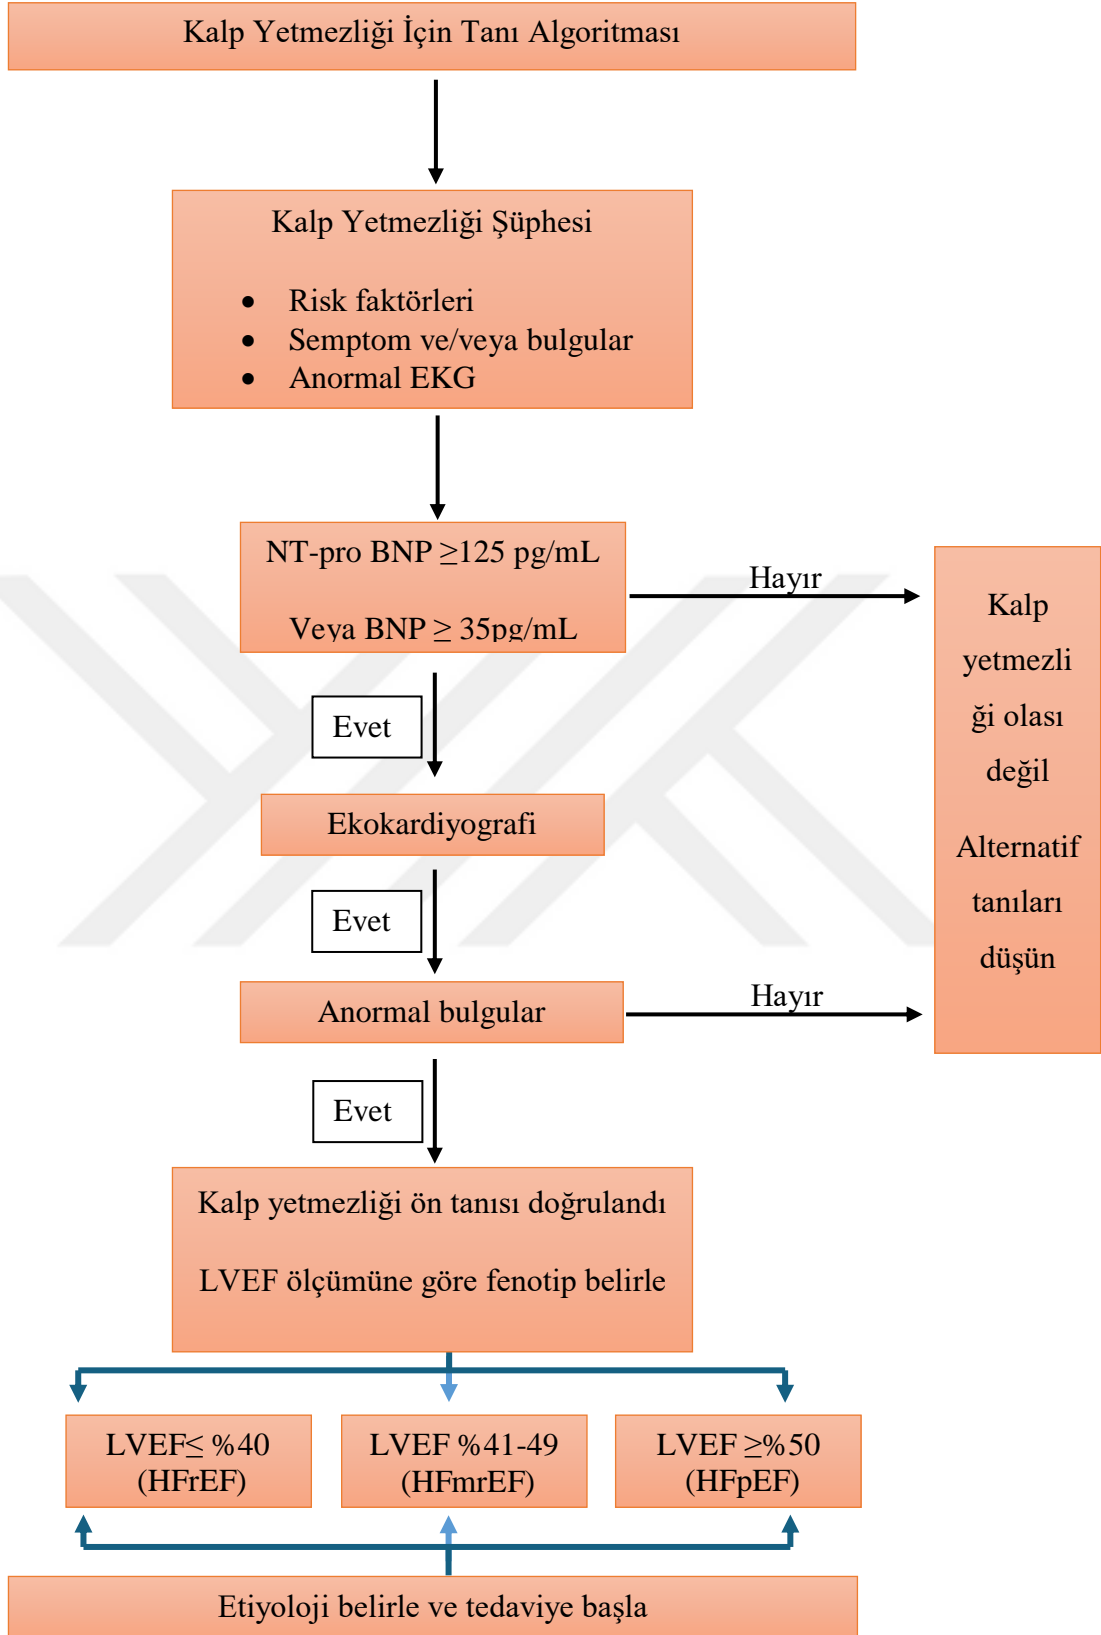 Kalp Yetmezliği İçin Tanı Algoritması
Kalp Yetmezliği Şüphesi
• Risk faktörleri
• Semptom ve/veya bulgular
• Anormal EKG
NT-pro BNP ≥125 pg/mL
Veya BNP ≥ 35pg/mL
Hayır
Kalp
yetmezli
ği olası
değil
Alternatif
tanıları
düşün
Evet
Ekokardiyografi
Evet
Anormal bulgular
Hayır
Evet
Kalp yetmezliği ön tanısı doğrulandı
LVEF ölçümüne göre fenotip belirle
LVEF≤ %40
(HFrEF)
LVEF %41-49
(HFmrEF)
LVEF ≥%50
(HFpEF)
Etiyoloji belirle ve tedaviye başla